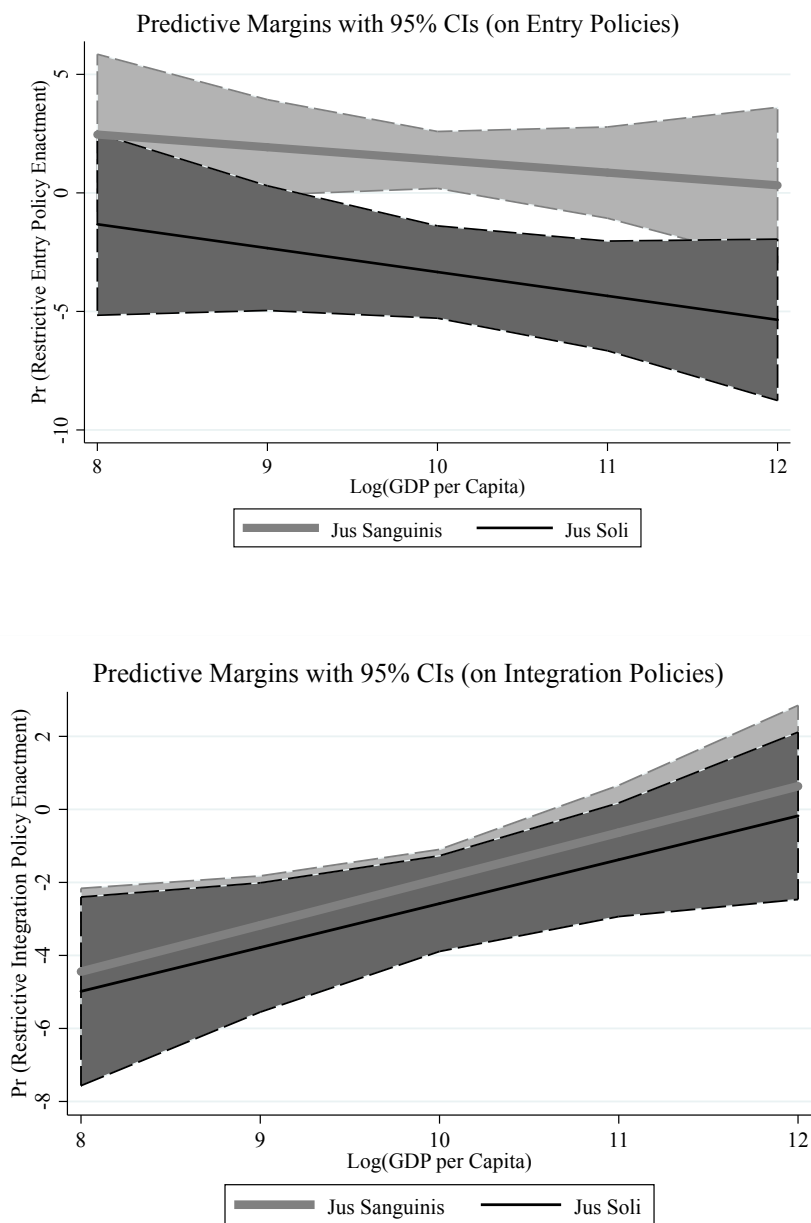 Predictive Margins with 95% CIs (on Entry Policies)
Pr (Restrictive Entry Policy Enactment)
5
0
-5
-10
8 9 10 11 12
Log(GDP per Capita)
Jus Sanguinis Jus Soli
Predictive Margins with 95% CIs (on Integration Policies)
Pr (Restrictive Integration Policy Enactment)
2
0
-2
-4
-6
-8
8 9 10 11 12
Log(GDP per Capita)
Jus Sanguinis Jus Soli